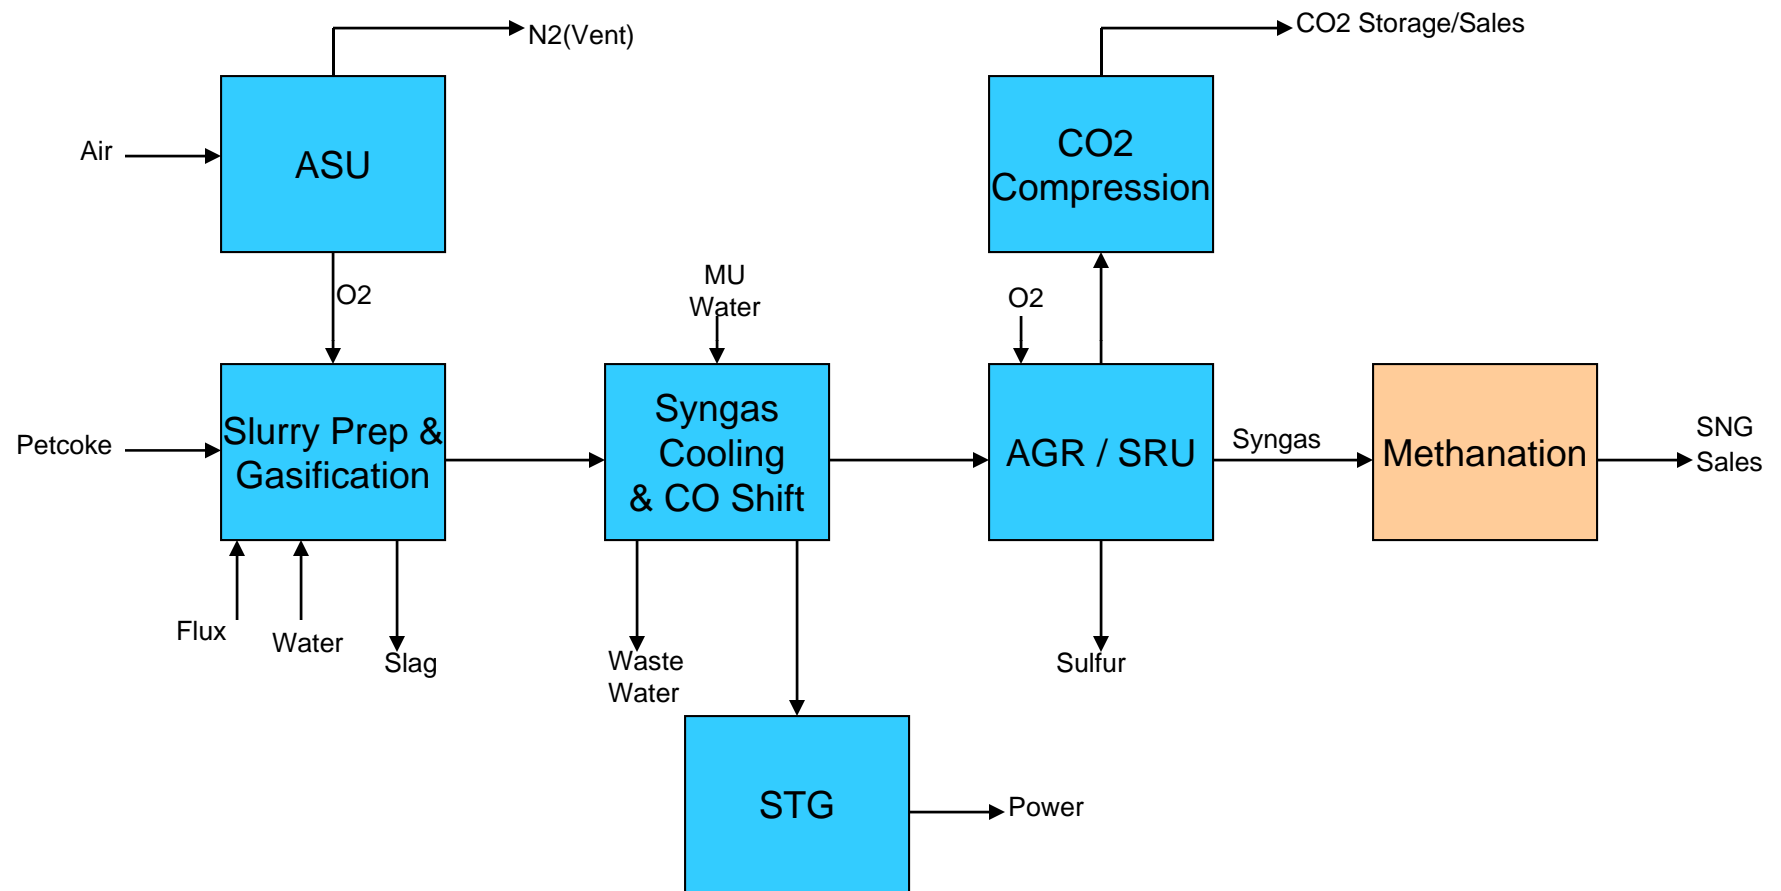 N2(Vent)
CO2 Storage/Sales
Air
ASU
CO2
Compression
O2
MU
Water
O2
Petcoke
Slurry Prep &
Gasification
Syngas
Cooling
& CO Shift
AGR / SRU
Syngas
Methanation
SNG
Sales
Flux
Water
Slag
Waste
Water
Sulfur
STG
Power